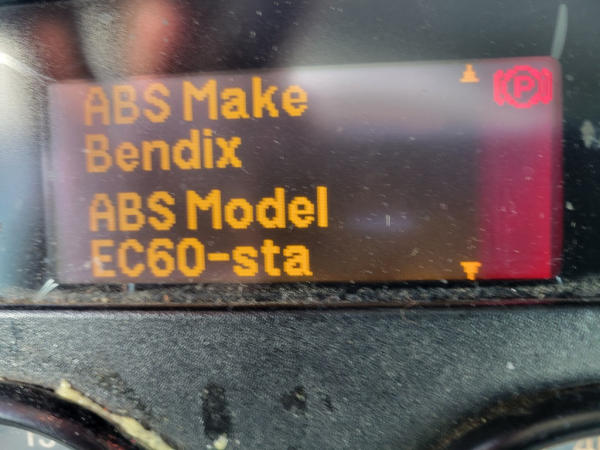 ABS Make
Bendix
ABS Model
EC60-sta
P